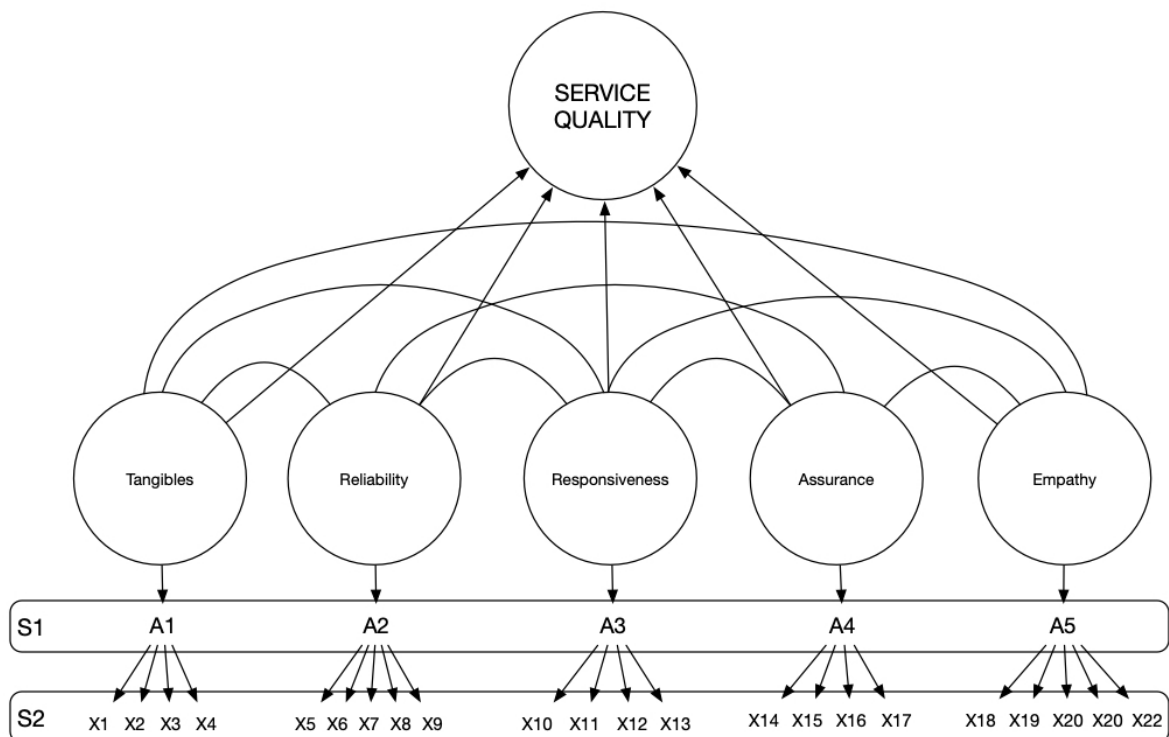 SERVICE
QUALITY
Tangibles Reliability Responsiveness Assurance Empathy
S1 A1 A2 A3 A4 A5
S2 X1 X2 X3 X4 X5 X6 X7 X8 X9 X10 X11 X12 X13 X14 X15 X16 X17 X18 X19 X20 X20 X22